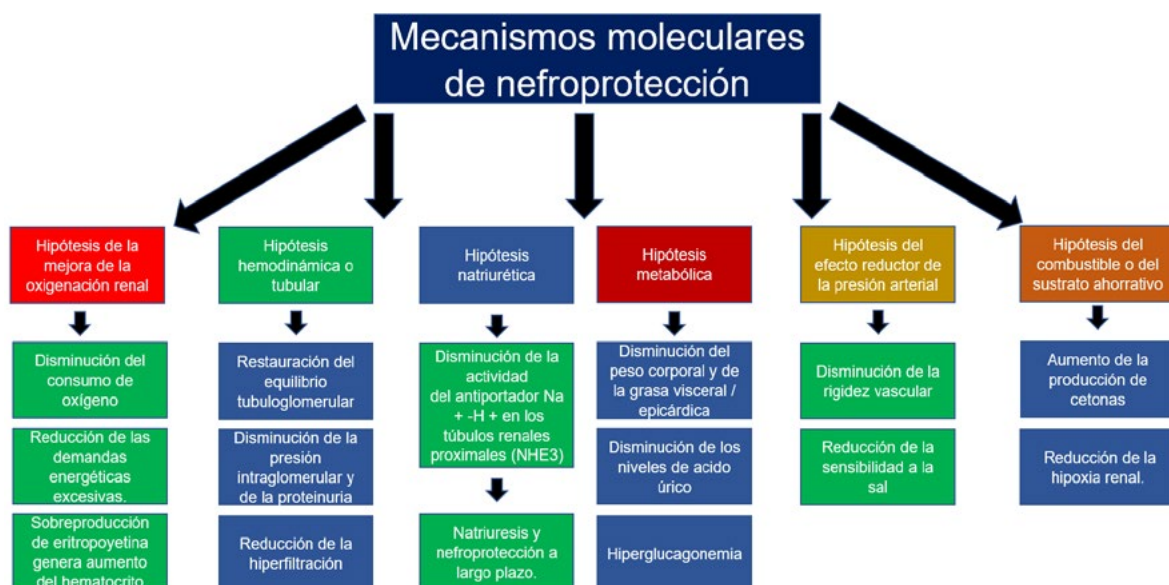 Mecanismos moleculares
de nefroprotección
Hipótesis de la
mejora de la
oxigenación renal
Disminución del
consumo de
oxígeno
Reducción de las
demandas
energéticas
excesivas.
Sobreproducción
de eritropoyetina
genera aumento
del hematocrito
Hipótesis
hemodinámica o
tubular
Restauración del
equilibrio
tubuloglomerular
Disminución de la
presión
intraglomerular y
de la proteinuria
Reducción de la
hiperfiltración
Hipótesis
natriurética
Disminución de la
actividad
del antiportador Na
+ -H + en los
túbulos renales
proximales (NHE3)
Natriuresis y
nefroprotección a
largo plazo.
Hipótesis
metabólica
Disminución del
peso corporal y de
la grasa visceral /
epicárdica
Disminución de los
niveles de acido
úrico
Hiperglucagonemia
Hipótesis del
efecto reductor de
la presión arterial
Disminución de la
rigidez vascular
Reducción de la
sensibilidad a la
sal
Hipótesis del
combustible o del
sustrato ahorrativo
Aumento de la
producción de
cetonas
Reducción de la
hipoxia renal.